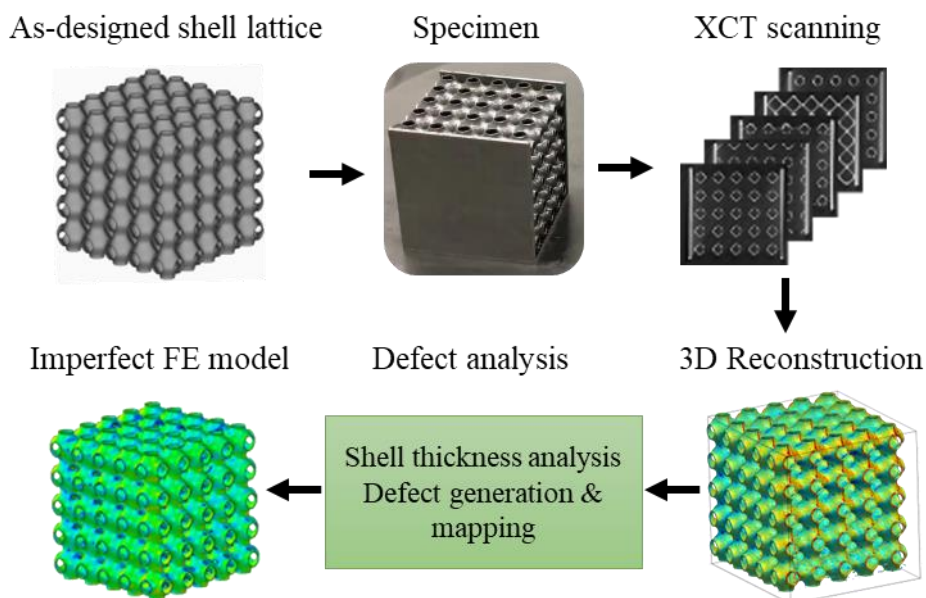 As-designed shell lattice
Specimen
XCT scanning
Imperfect FE model
Defect analysis
3D Reconstruction
Shell thickness analysis
Defect generation &
mapping